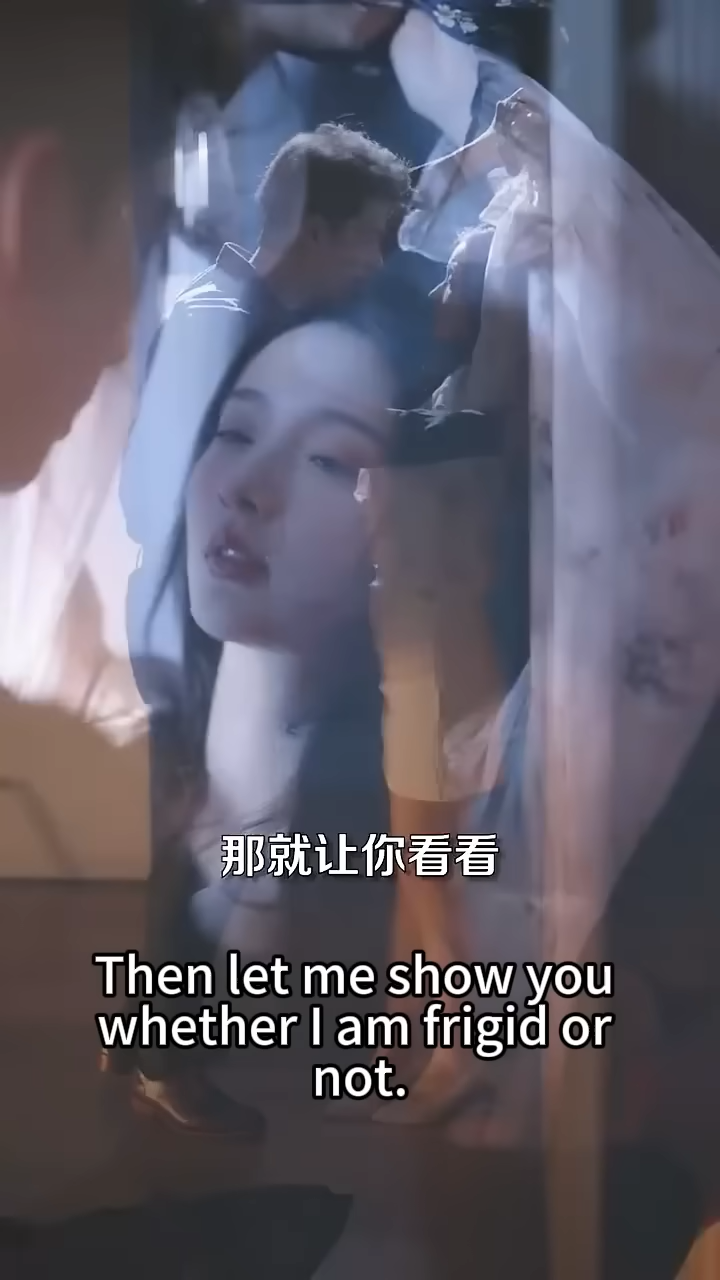 那就让你看看
Then let me show you
whether I am frigid or
not.